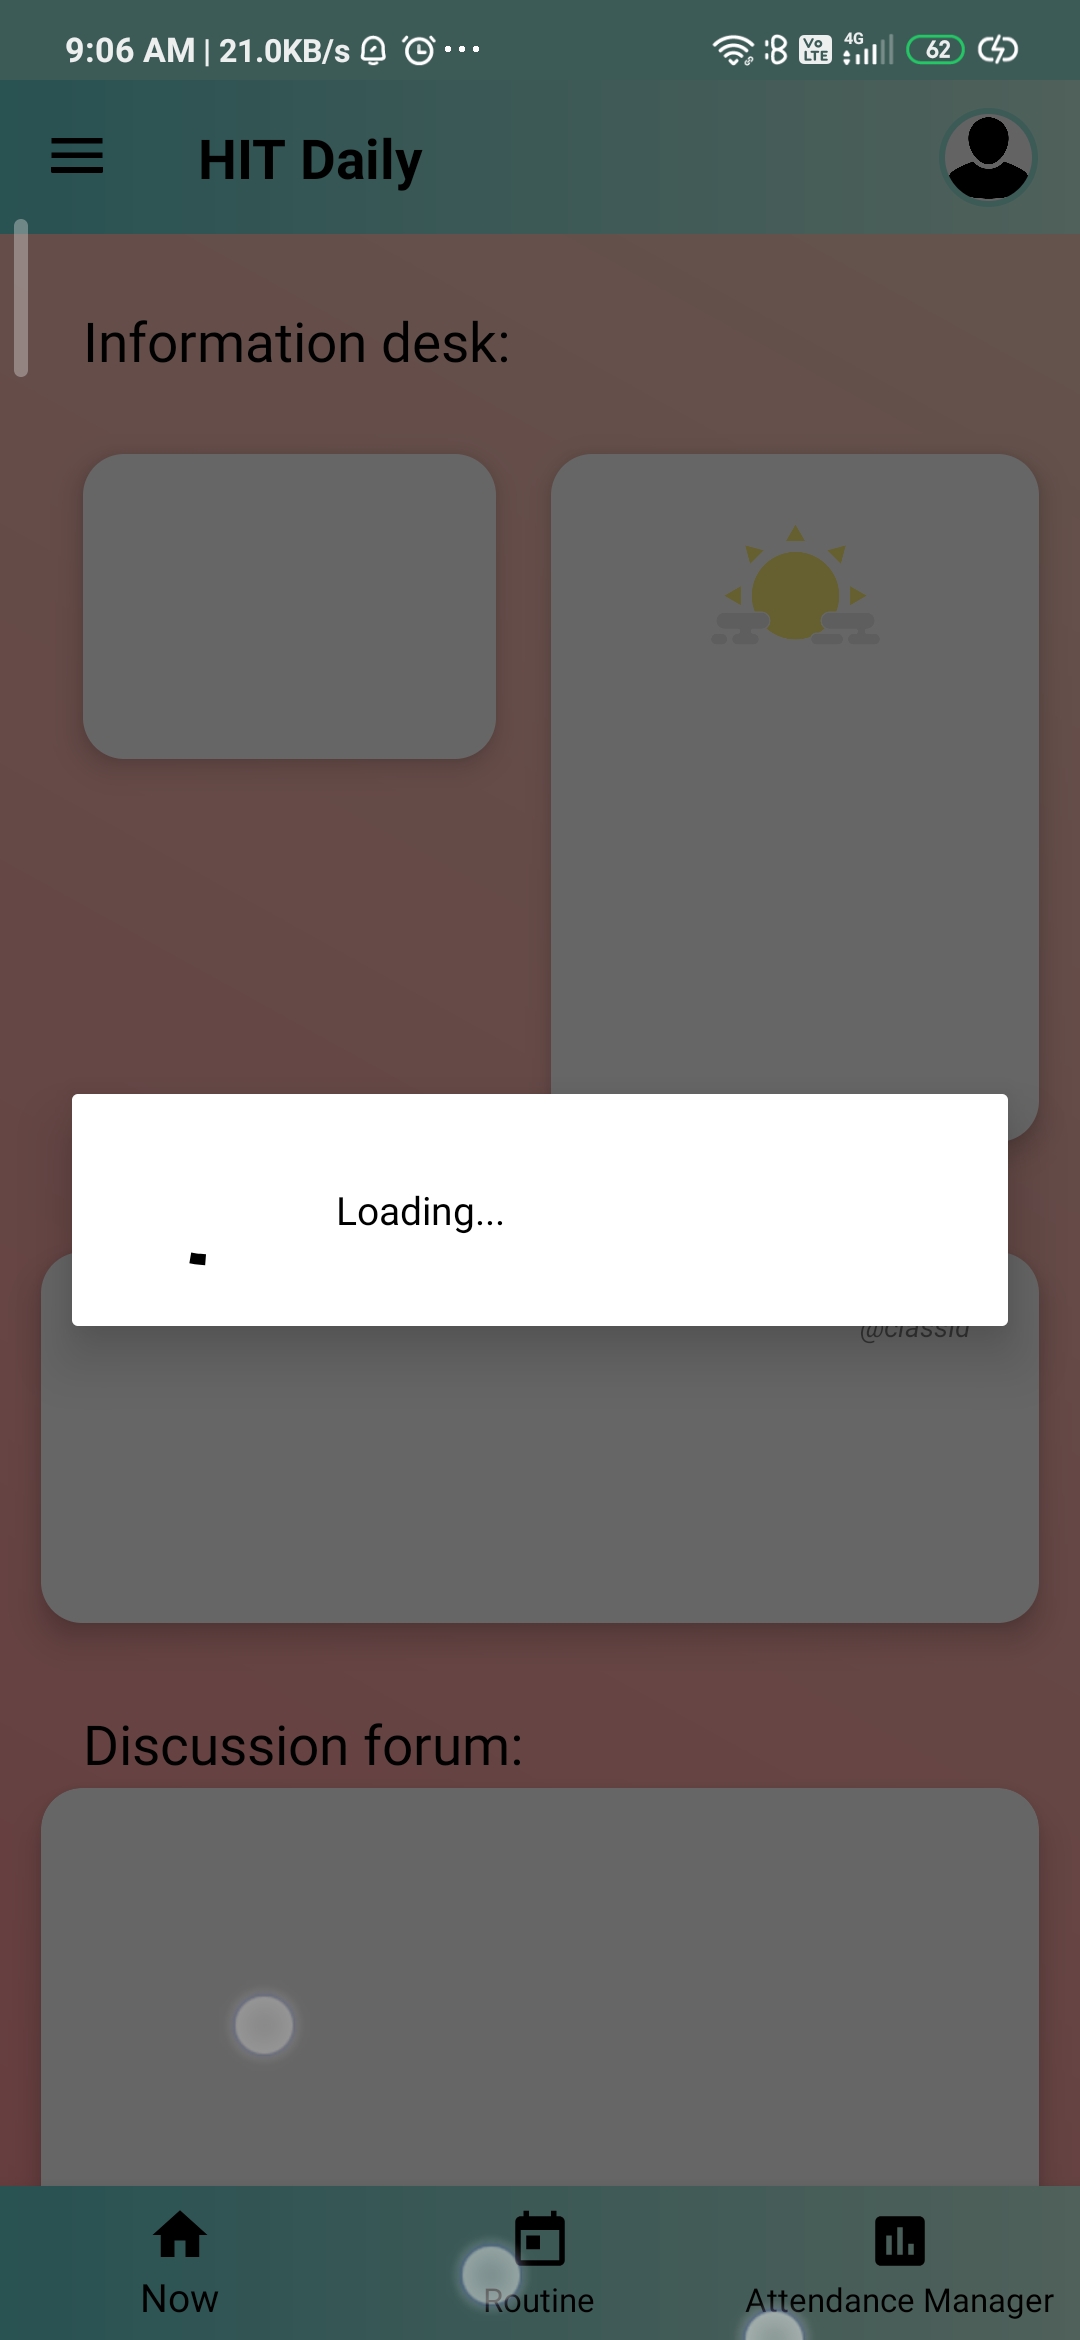 9:06 AM | 21.0KB/s
Vo LTE
4G
62
HIT Daily
Information desk:
Loading...
@classid
Discussion forum:
Now
Routine
Attendance Manager